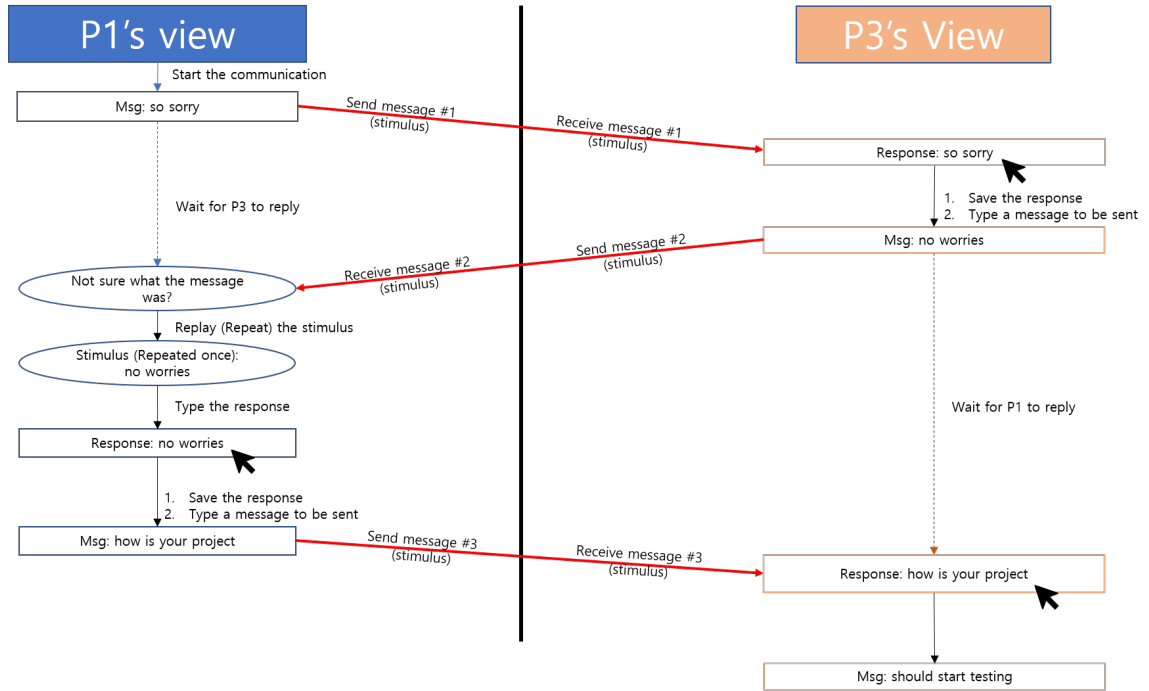 P1’s view
P3’s View
Start the communication
Msg: so sorry
Send message #1
(stimulus)
Receive message #1
(stimulus)
Response: so sorry
1. Save the response
2. Type a message to be sent
Wait for P3 to reply
Msg: no worries
Send message #2
(stimulus)
Receive message #2
(stimulus)
Not sure what the message
was?
Replay (Repeat) the stimulus
Stimulus (Repeated once):
no worries
Type the response
Wait for P1 to reply
Response: no worries
1. Save the response
2. Type a message to be sent
Msg: how is your project
Send message #3
(stimulus)
Receive message #3
(stimulus)
Response: how is your project
Msg: should start testing